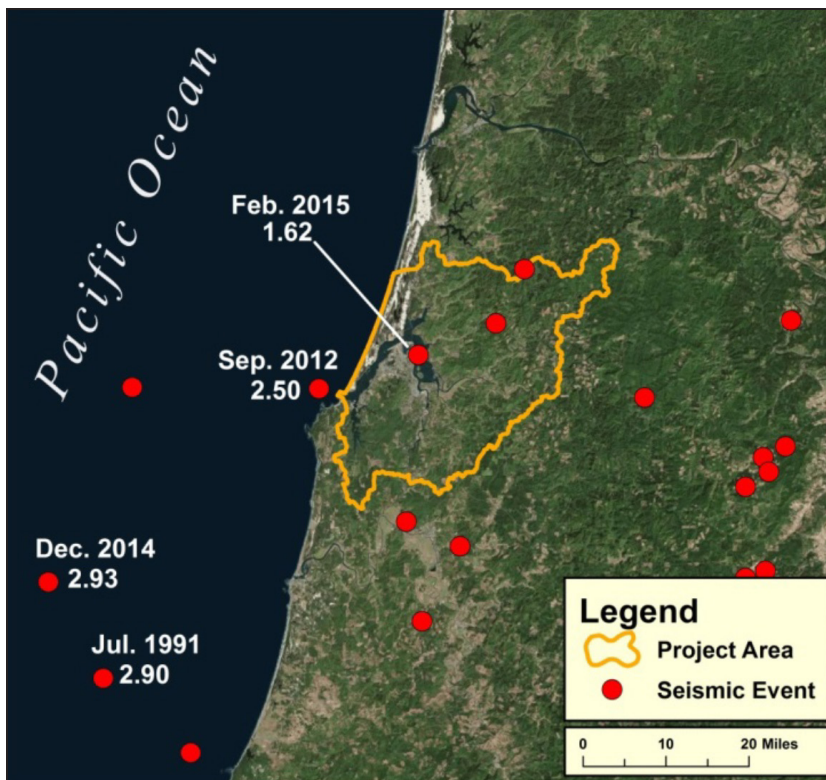 Pacific Ocean
Feb. 2015
1.62
Sep. 2012
2.50
Dec. 2014
2.93
Jul. 1991
2.90
Legend
Project Area
Seismic Event
0 10 20 Miles